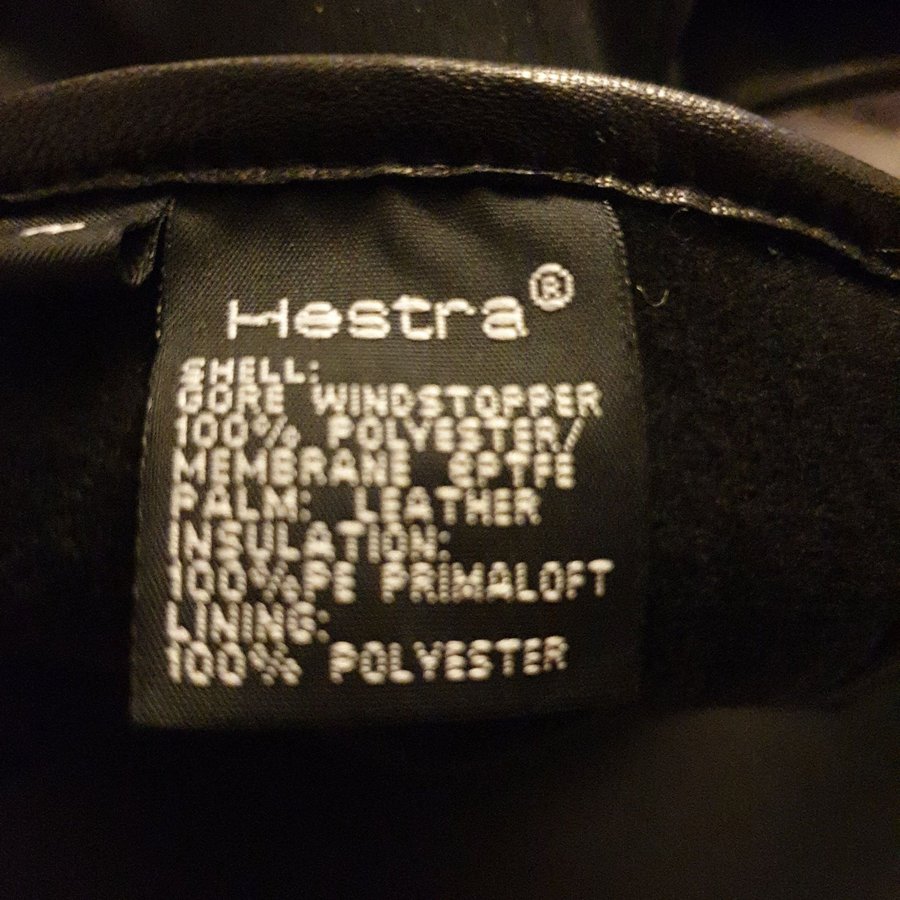 Hestra®
SHELL:
GORE WINDSTOPPER
100% POLYESTER/
MEMBRANE ePTFE
PALM: LEATHER
INSULATION:
100%PE PRIMALOFT
LINING:
100% POLYESTER